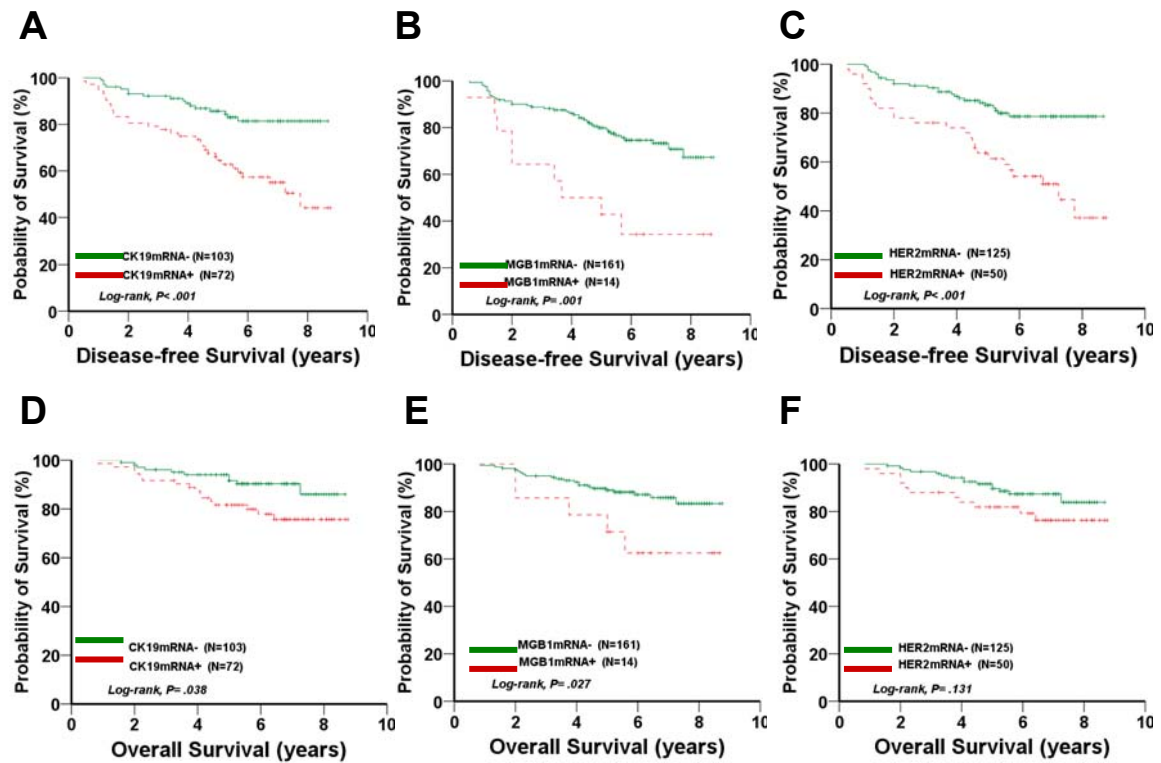 A
Pobability of Survival (%)
100
80
60
40
20
0
CK19mRNA- (N=103)
CK19mRNA+ (N=72)
Log-rank, P< .001
0 2 4 6 8 10
Disease-free Survival (years)
B
Probability of Survival (%)
100
80
60
40
20
0
MGB1mRNA- (N=161)
MGB1mRNA+ (N=14)
Log-rank, P= .001
0 2 4 6 8 10
Disease-free Survival (years)
C
Probability of Survival (%)
100
80
60
40
20
0
HER2mRNA- (N=125)
HER2mRNA+ (N=50)
Log-rank, P< .001
0 2 4 6 8 10
Disease-free Survival (years)
D
Probability of Survival (%)
100
80
60
40
20
0
CK19mRNA- (N=103)
CK19mRNA+ (N=72)
Log-rank, P= .038
0 2 4 6 8 10
Overall Survival (years)
E
Probability of Survival (%)
100
80
60
40
20
0
MGB1mRNA- (N=161)
MGB1mRNA+ (N=14)
Log-rank, P= .027
0 2 4 6 8 10
Overall Survival (years)
F
Probability of Survival (%)
100
80
60
40
20
0
HER2mRNA- (N=125)
HER2mRNA+ (N=50)
Log-rank, P= .131
0 2 4 6 8 10
Overall Survival (years)